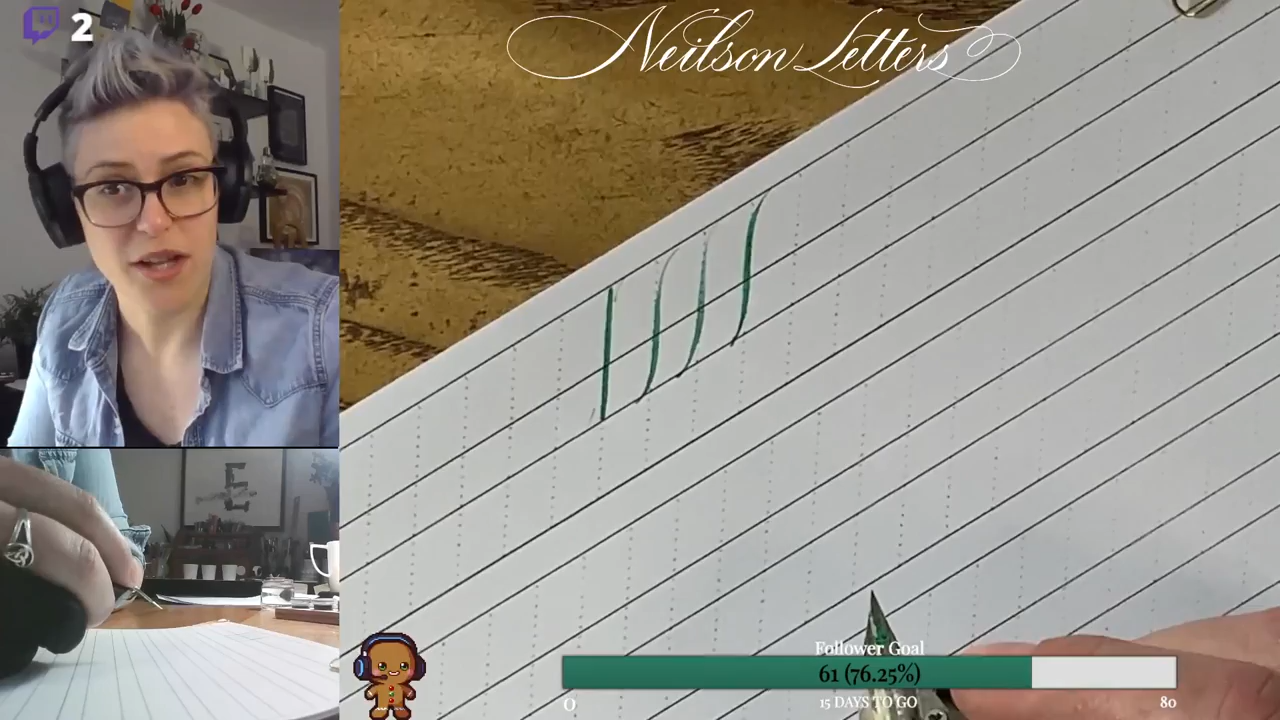 2
Neilson Letters
Follower Goal
61 (76.25%)
0 15 DAYS TO GO 80